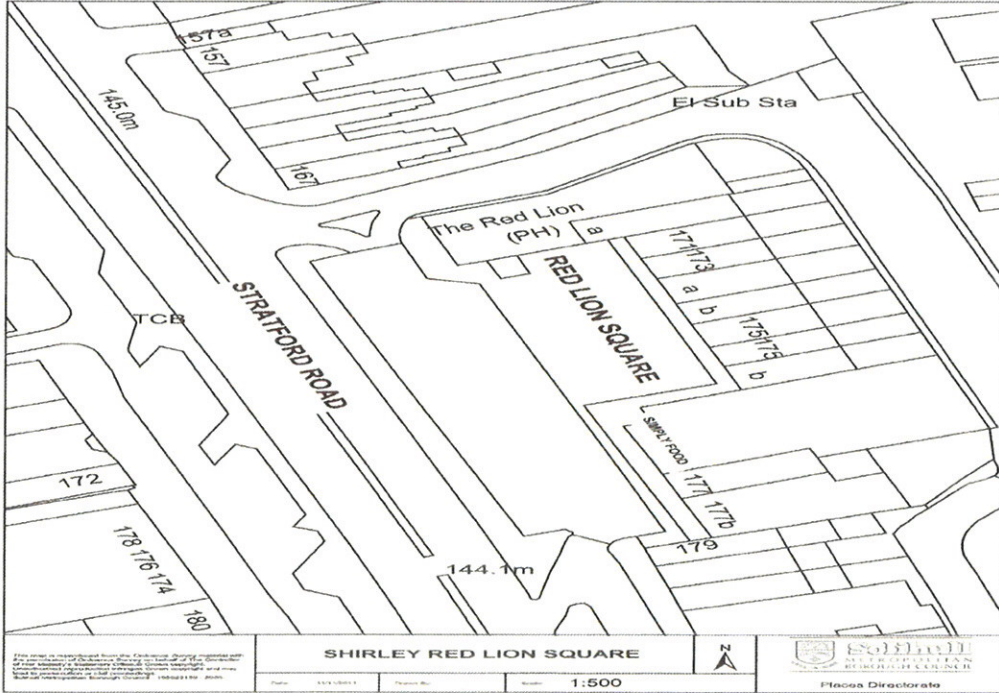 157a
157
145.0m
El Sub Sta
167
The Red Lion
(PH)
a
171
173
RED LION SQUARE
a
b
STRATFORD ROAD
TCB
175
175
b
SIMPLY FOOD
177
177b
172
179
178 176 174
144.1m
180
SHIRLEY RED LION SQUARE
N
Solihull
METROPOLITAN
BOROUGH COUNCIL
Scale:
1:500
Places Directorate